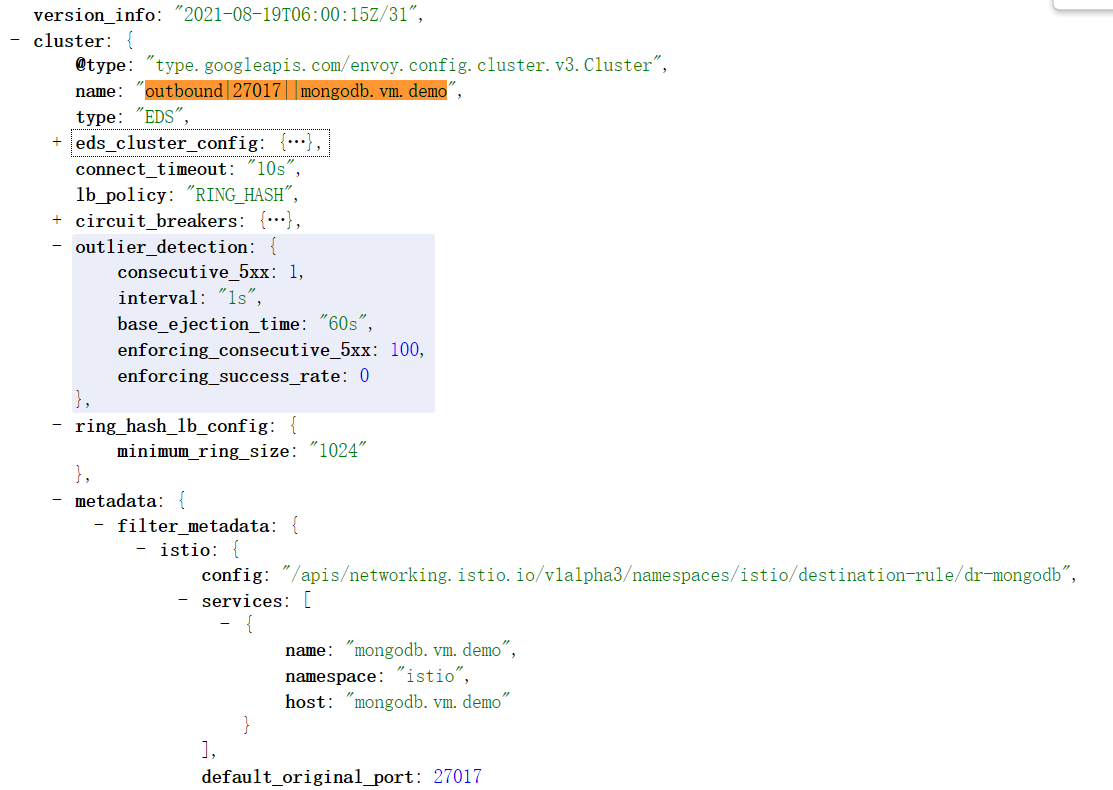 version_info: "2021-08-19T06:00:15Z/31",
- cluster: {
@type: "type.googleapis.com/envoy.config.cluster.v3.Cluster",
name: "outbound|27017||mongodb.vm.demo",
type: "EDS",
+ eds_cluster_config: {…},
connect_timeout: "10s",
lb_policy: "RING_HASH",
+ circuit_breakers: {…},
- outlier_detection: {
consecutive_5xx: 1,
interval: "1s",
base_ejection_time: "60s",
enforcing_consecutive_5xx: 100,
enforcing_success_rate: 0
},
- ring_hash_lb_config: {
minimum_ring_size: "1024"
},
- metadata: {
- filter_metadata: {
- istio: {
config: "/apis/networking.istio.io/v1alpha3/namespaces/istio/destination-rule/dr-mongodb",
- services: [
- {
name: "mongodb.vm.demo",
namespace: "istio",
host: "mongodb.vm.demo"
}
],
default_original_port: 27017